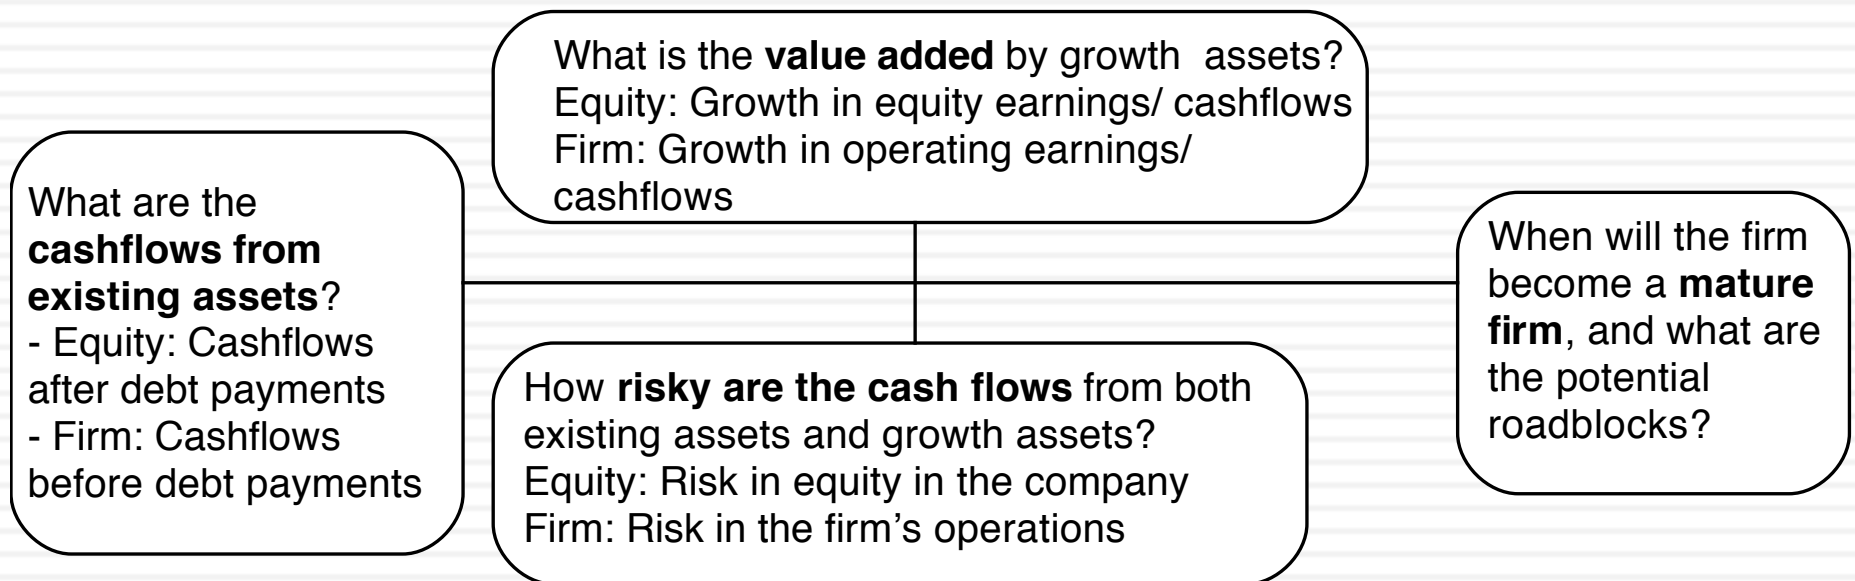 What is the value added by growth  assets?
Equity: Growth in equity earnings/ cashflows
Firm: Growth in operating earnings/
cashflows
What are the
cashflows from
existing assets?
- Equity: Cashflows
after debt payments
- Firm: Cashflows
before debt payments
When will the firm
become a mature
firm, and what are
the potential
roadblocks?
How risky are the cash flows from both
existing assets and growth assets?
Equity: Risk in equity in the company
Firm: Risk in the firm’s operations